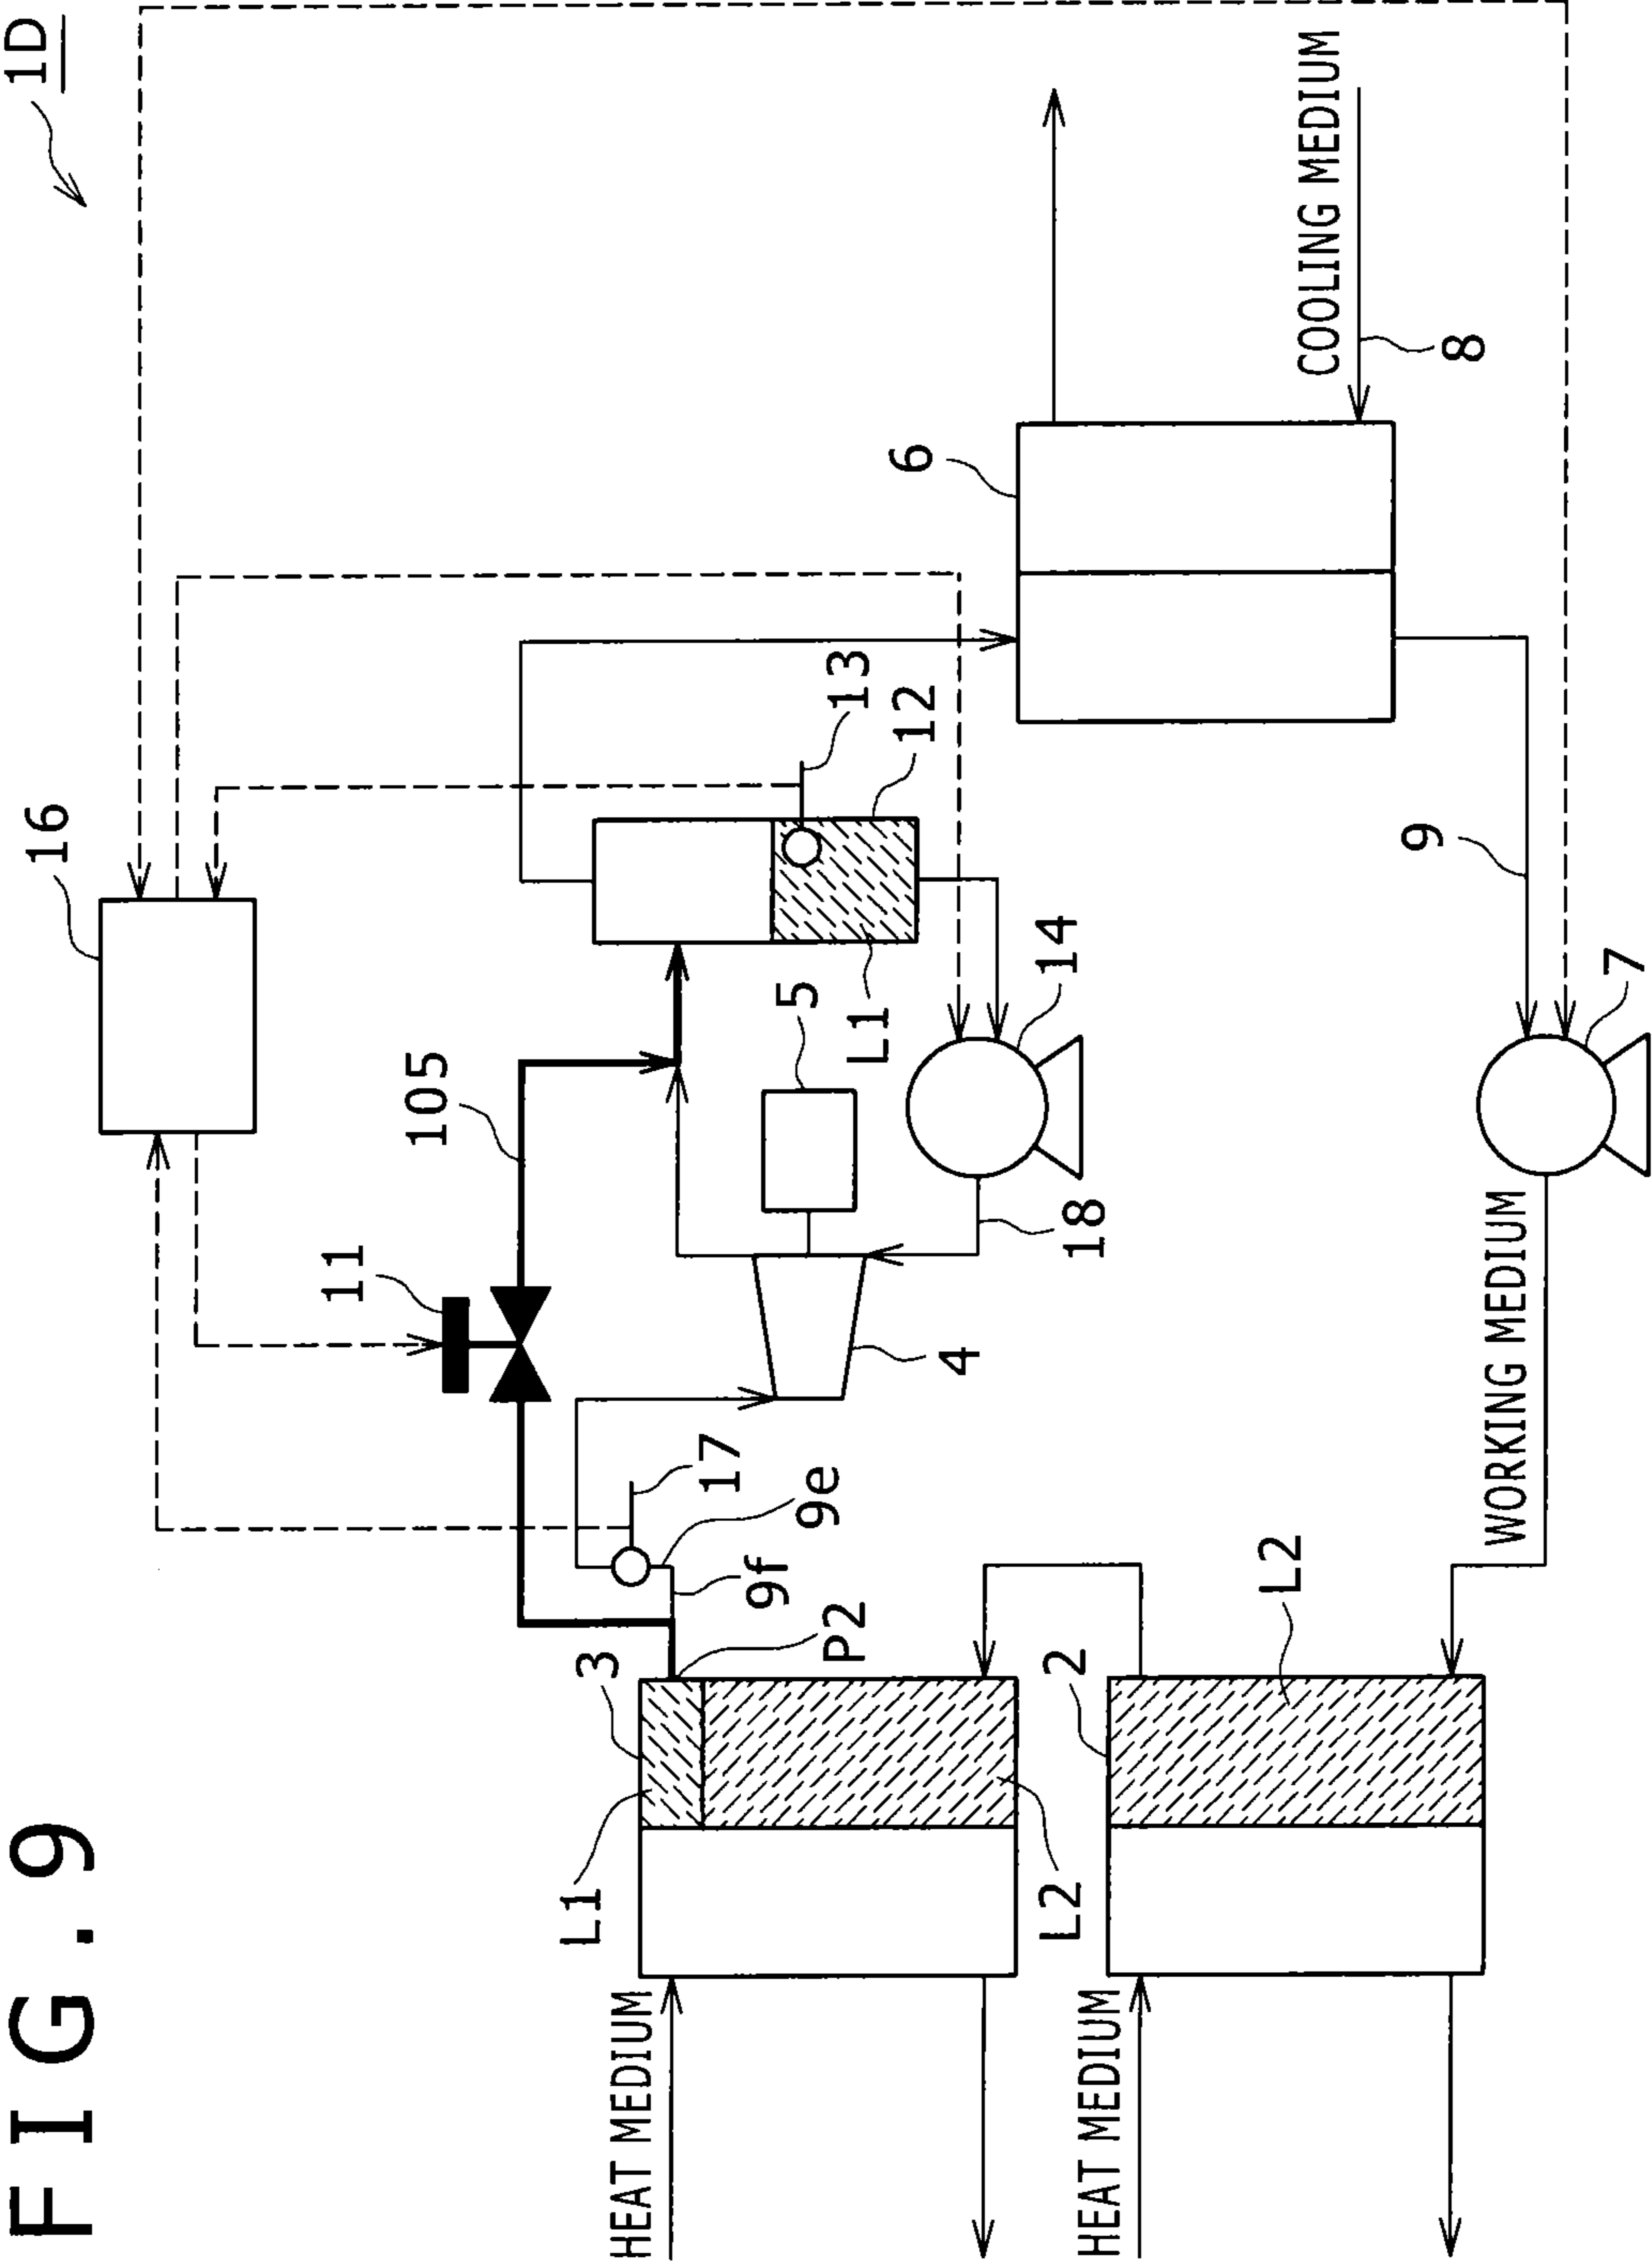 FIG. 9
1D
16
11
105
3
L1
P2
9f
9e
17
4
5
18
14
L1
12
13
6
8
COOLING MEDIUM
HEAT MEDIUM
L2
2
L2
HEAT MEDIUM
WORKING MEDIUM
7
9